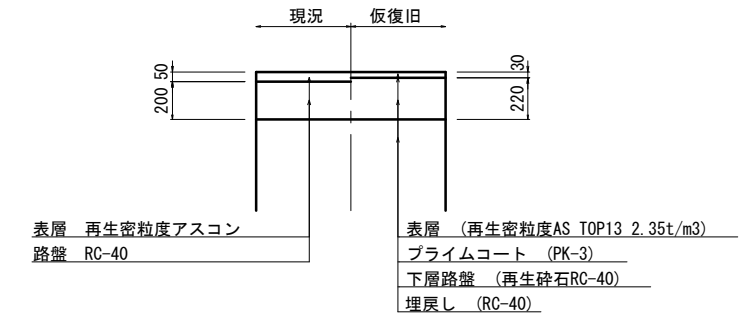 現況 仮復旧
50 30
200 220
表層 再生密粒度アスコン
路盤 RC-40
表層 (再生密粒度AS TOP13 2.35t/m3)
プライムコート (PK-3)
下層路盤 (再生砕石RC-40)
埋戻し (RC-40)